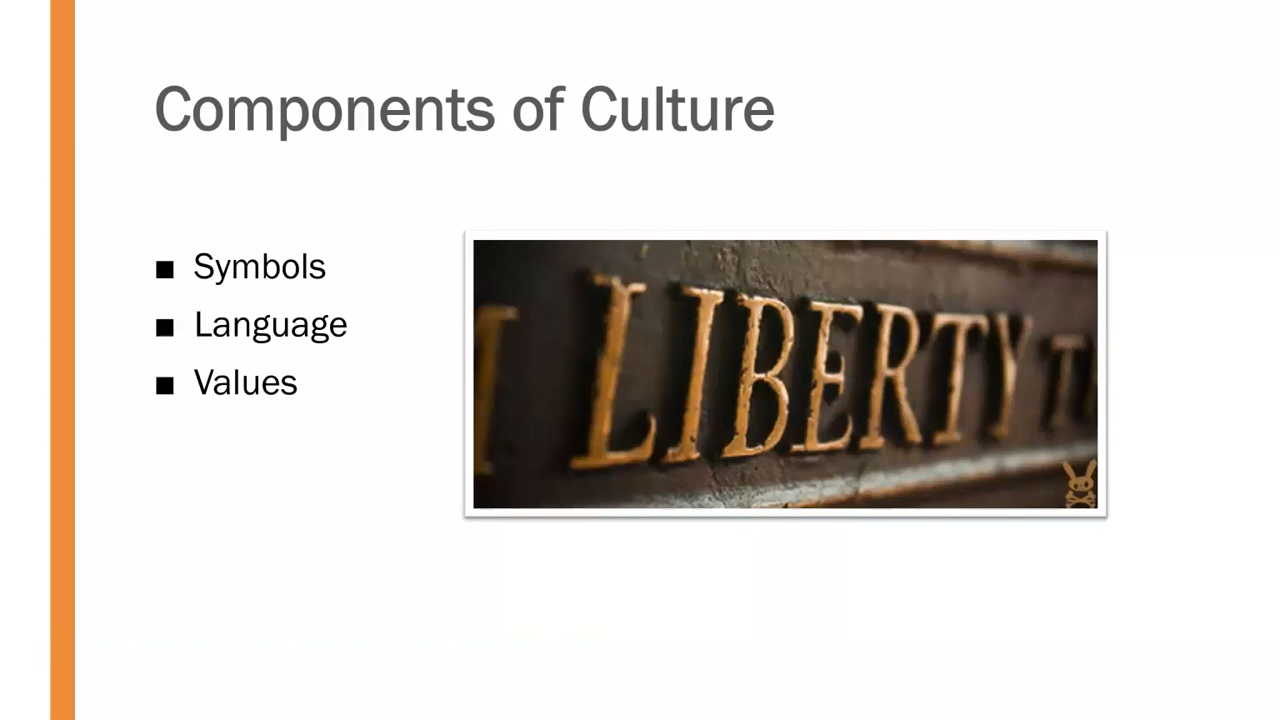 Components of Culture
■ Symbols
■ Language
■ Values
LIBERTY